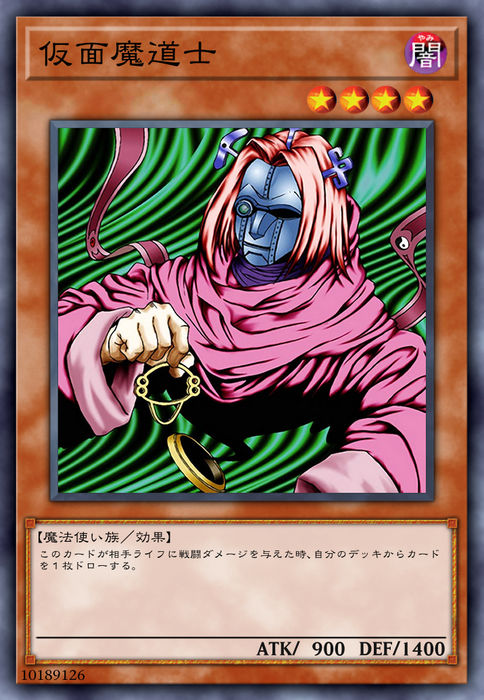 仮面魔道士
やみ
闇
【魔法使い族／効果】
このカードが相手ライフに戦闘ダメージを与えた時、自分のデッキからカード
を１枚ドローする。
ATK/ 900 DEF/1400
10189126